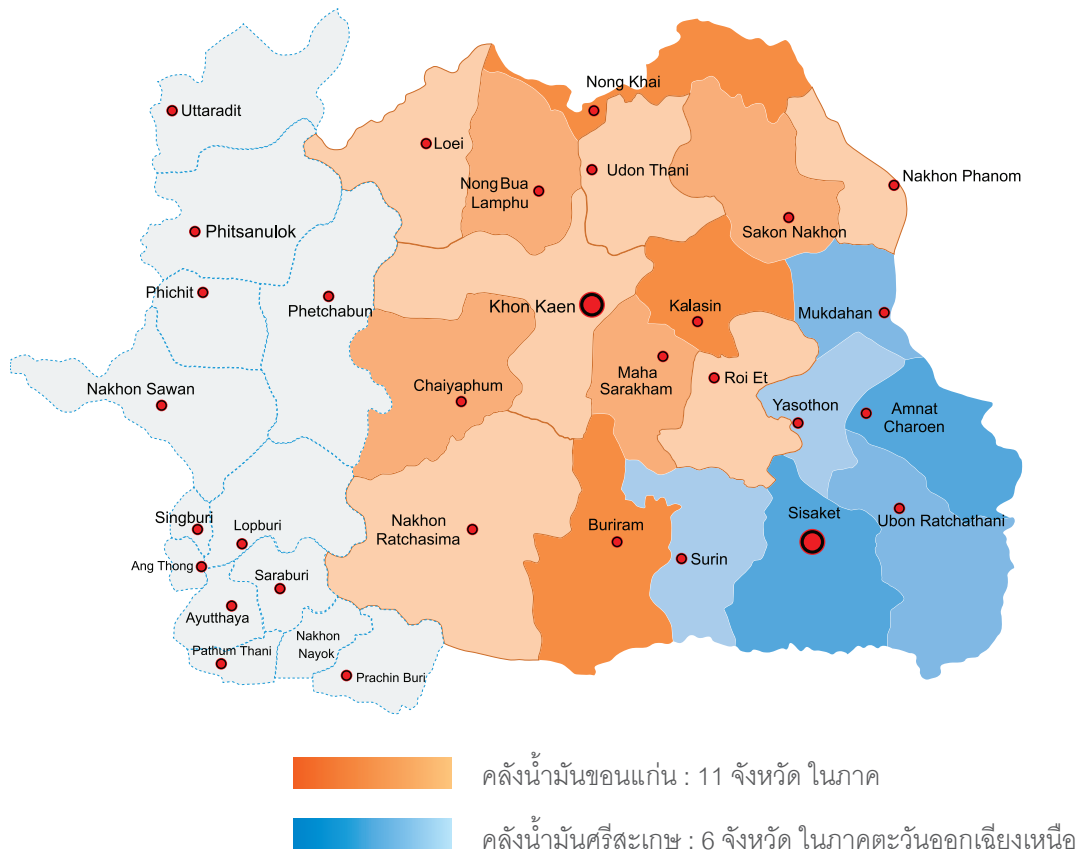 Nong Khai
Uttaradit
Loei
Udon Thani
Nakhon Phanom
Nong Bua
Lamphu
Sakon Nakhon
Phitsanulok
Phichit
Phetchabun
Khon Kaen
Kalasin
Mukdahan
Maha
Sarakham
Roi Et
Nakhon Sawan
Chaiyaphum
Yasothon
Amnat
Charoen
Singburi
Lopburi
Nakhon
Ratchasima
Buriram
Sisaket
Ubon Ratchathani
Surin
Ang Thong
Saraburi
Ayutthaya
Nakhon
Nayok
Pathum Thani
Prachin Buri
คลังน้ำมันขอนแก่น : 11 จังหวัด ในภาค
คลังน้ำมันศรีสะเกษ : 6 จังหวัด ในภาคตะวันออกเฉียงเหนือ